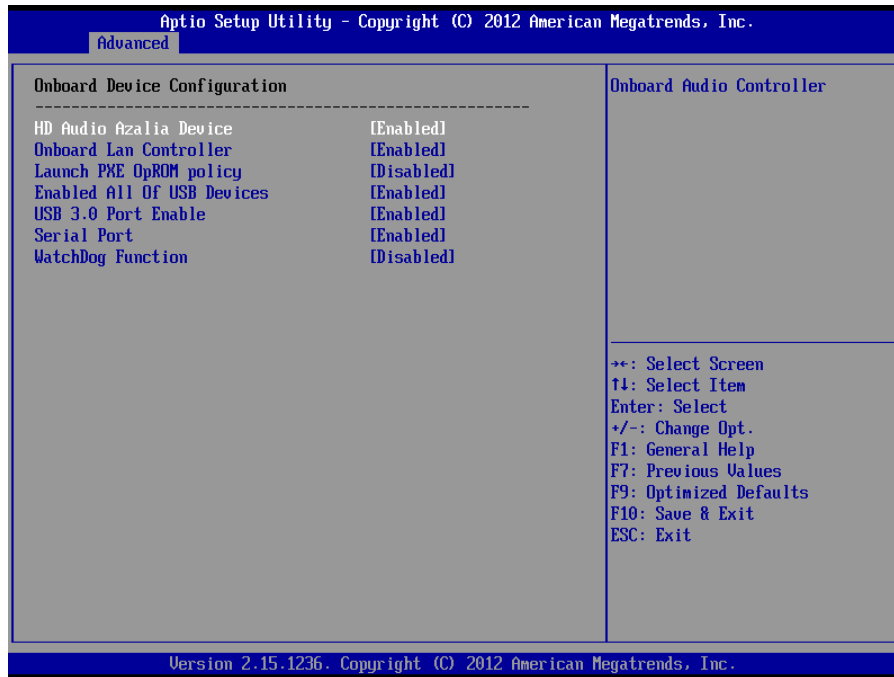 Aptio Setup Utility - Copyright (C) 2012 American Megatrends, Inc.
Advanced
Onboard Device Configuration
------------------------------------------------------
HD Audio Azalia Device [Enabled]
Onboard Lan Controller [Enabled]
Launch PXE OpROM policy [Disabled]
Enabled All Of USB Devices [Enabled]
USB 3.0 Port Enable [Enabled]
Serial Port [Enabled]
WatchDog Function [Disabled]
Onboard Audio Controller
→←: Select Screen
↑↓: Select Item
Enter: Select
+/-: Change Opt.
F1: General Help
F7: Previous Values
F9: Optimized Defaults
F10: Save & Exit
ESC: Exit
Version 2.15.1236. Copyright (C) 2012 American Megatrends, Inc.